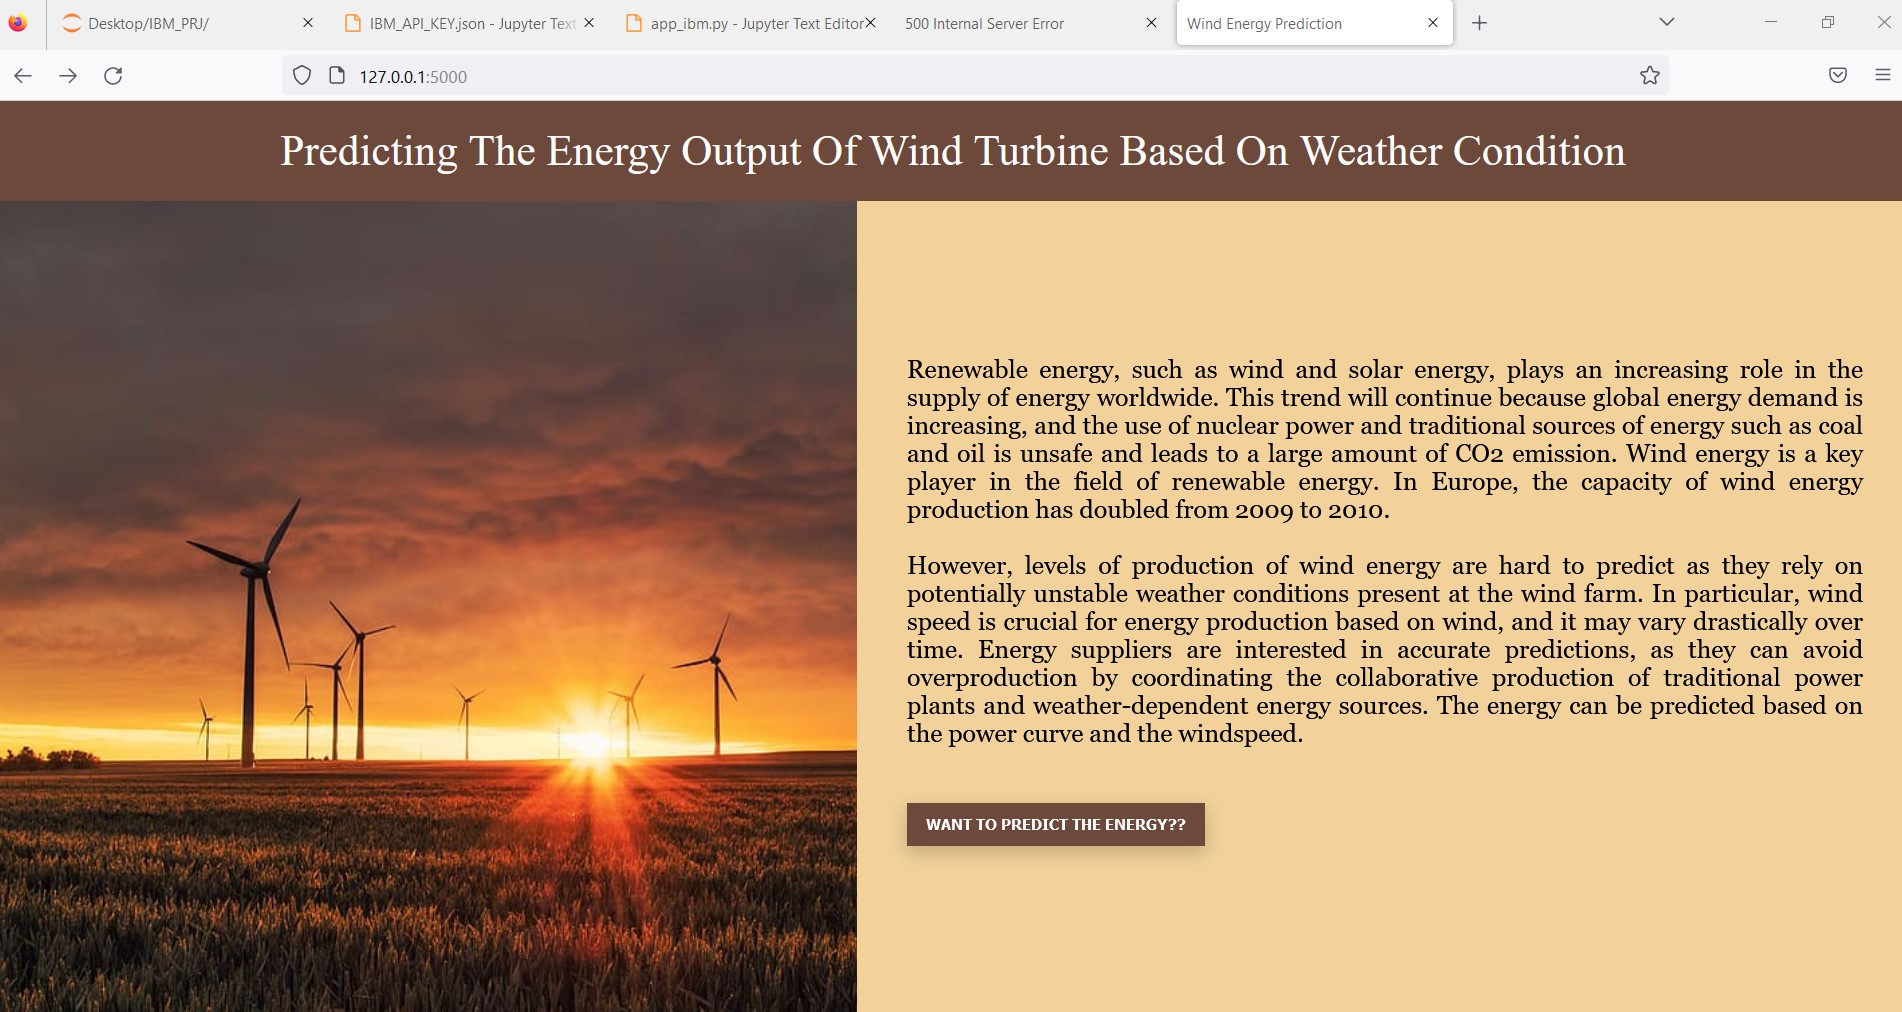 Desktop/IBM_PRJ/
IBM_API_KEY.json - Jupyter Text
app_ibm.py - Jupyter Text Editor
500 Internal Server Error
Wind Energy Prediction
127.0.0.1:5000
Predicting The Energy Output Of Wind Turbine Based On Weather Condition
Renewable energy, such as wind and solar energy, plays an increasing role in the
supply of energy worldwide. This trend will continue because global energy demand is
increasing, and the use of nuclear power and traditional sources of energy such as coal
and oil is unsafe and leads to a large amount of CO2 emission. Wind energy is a key
player in the field of renewable energy. In Europe, the capacity of wind energy
production has doubled from 2009 to 2010.
However, levels of production of wind energy are hard to predict as they rely on
potentially unstable weather conditions present at the wind farm. In particular, wind
speed is crucial for energy production based on wind, and it may vary drastically over
time. Energy suppliers are interested in accurate predictions, as they can avoid
overproduction by coordinating the collaborative production of traditional power
plants and weather-dependent energy sources. The energy can be predicted based on
the power curve and the windspeed.
WANT TO PREDICT THE ENERGY??